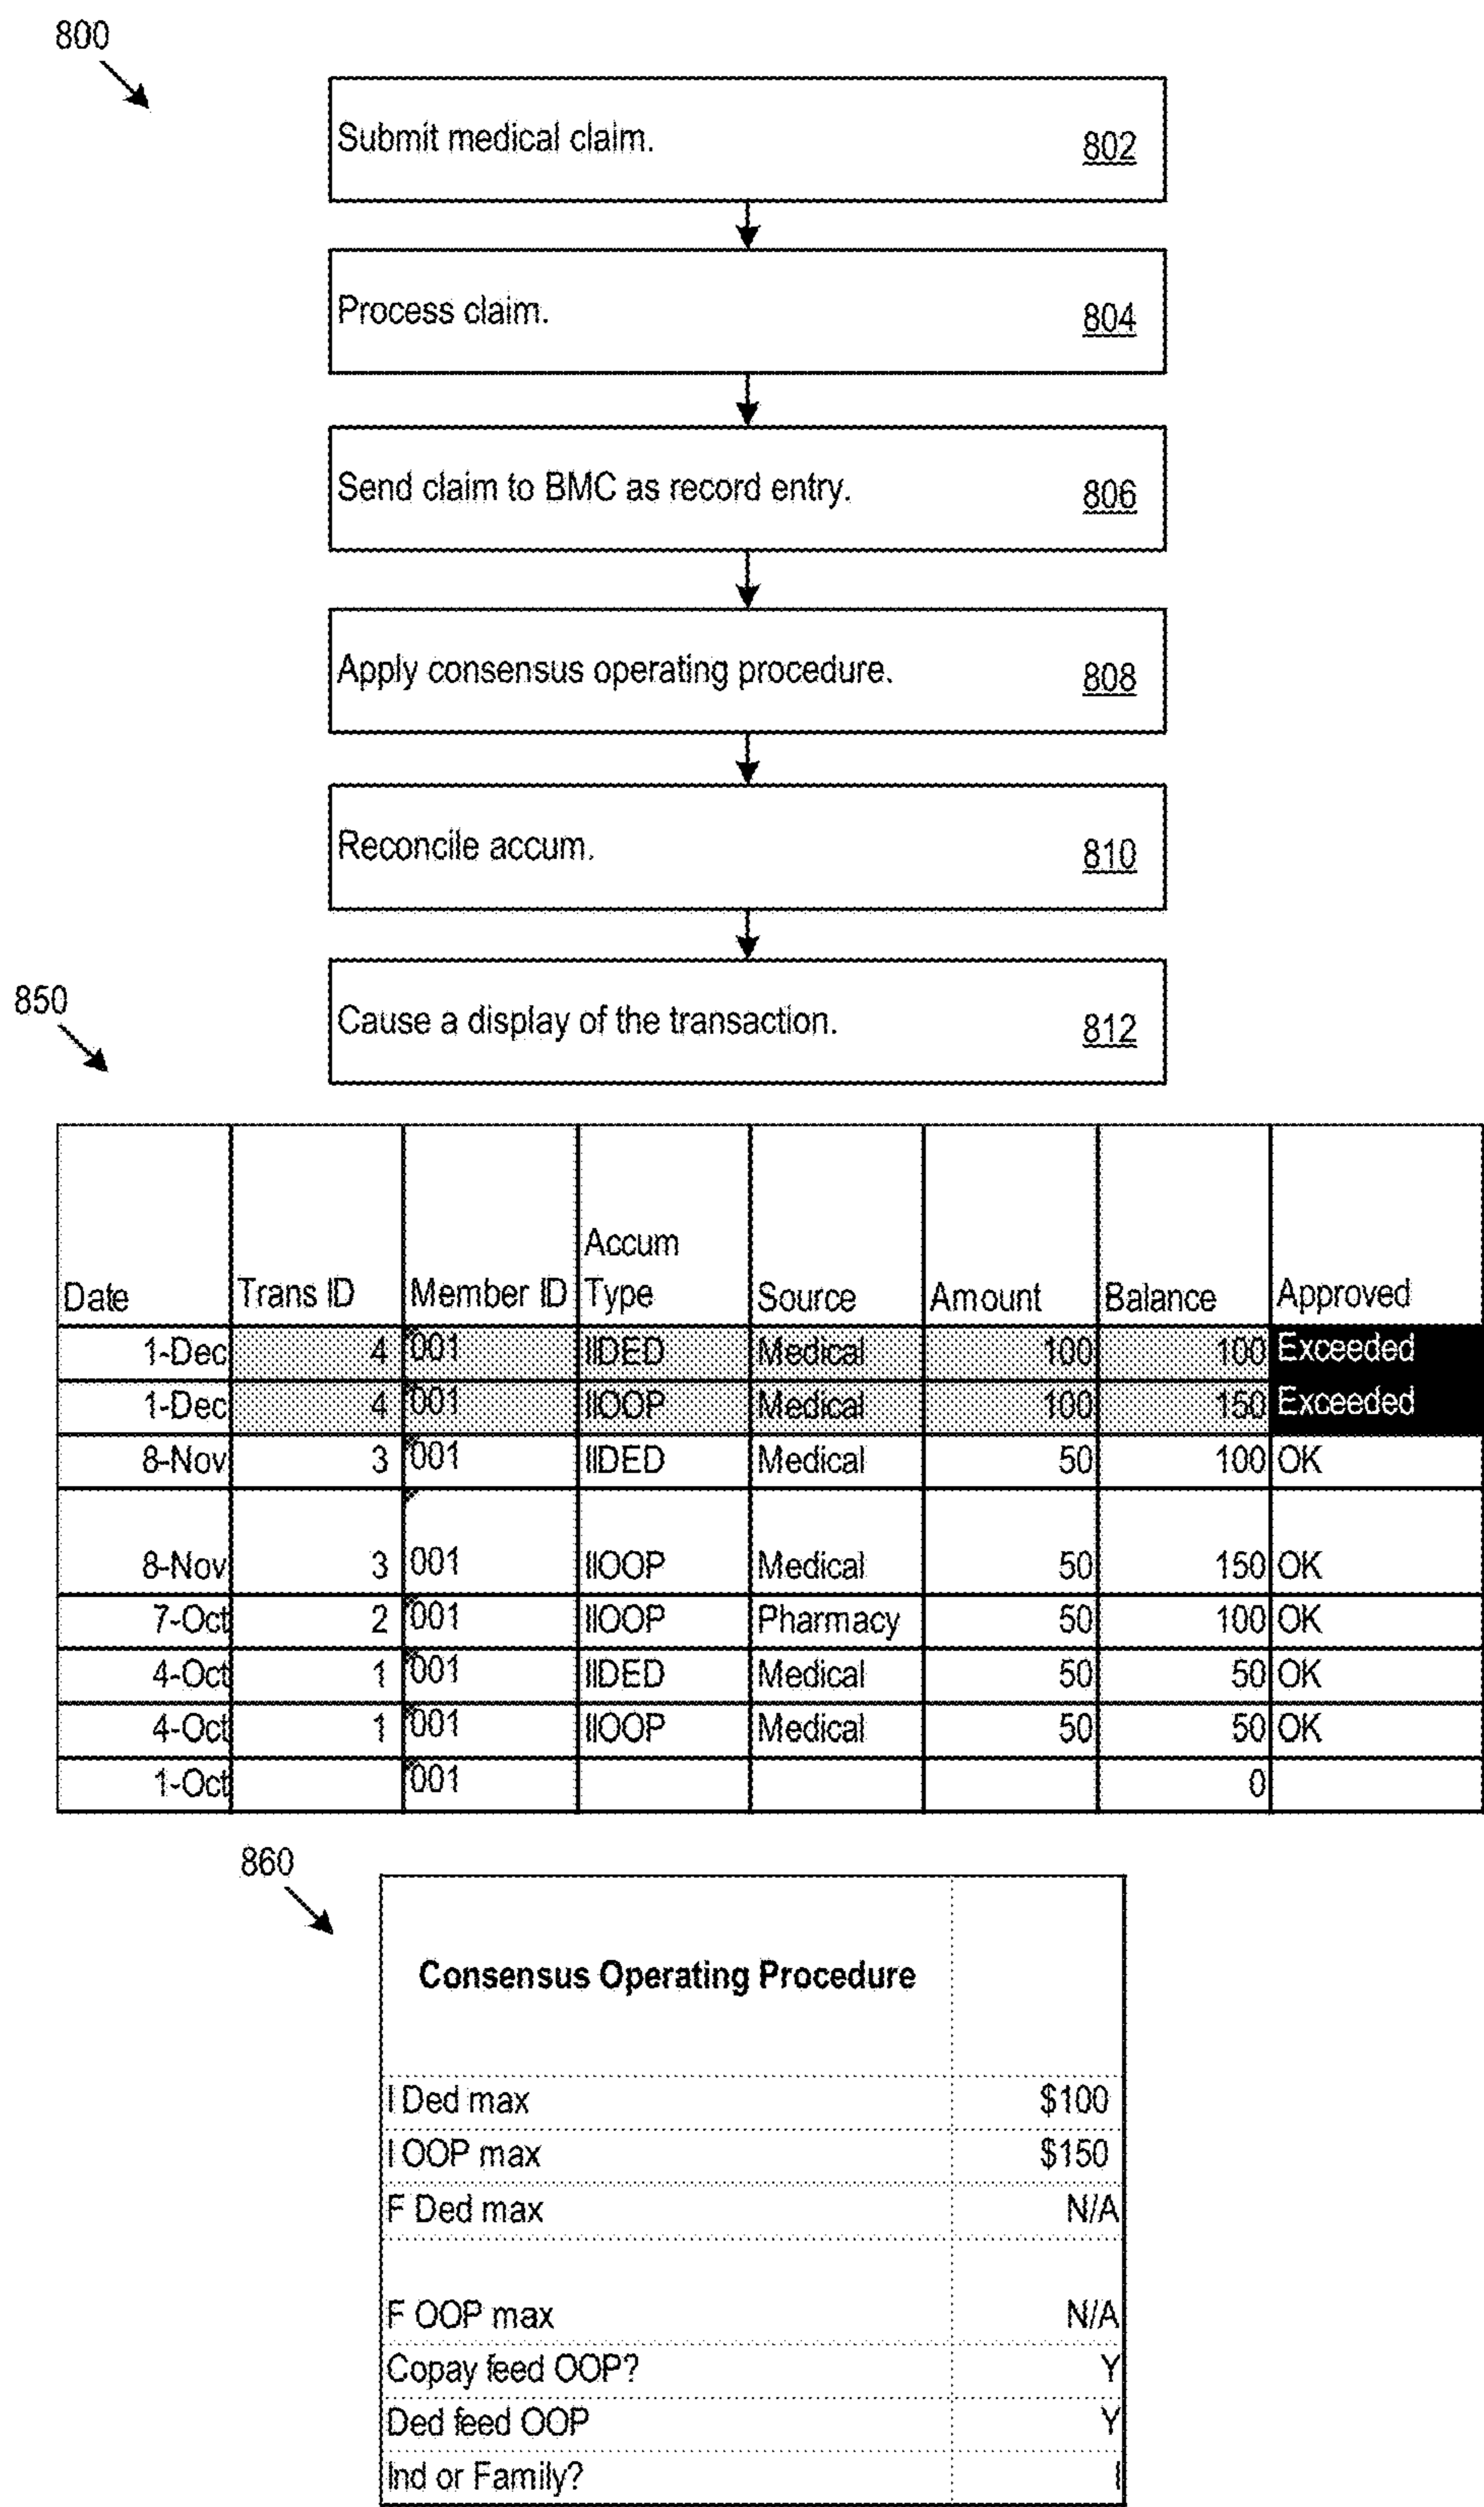 800
Submit medical claim. 802
Process claim. 804
Send claim to BMC as record entry. 806
Apply consensus operating procedure. 808
Reconcile accum. 810
850
Cause a display of the transaction. 812
Date Trans ID Member ID Accum Type Source Amount Balance Approved
1-Dec 4 001 IIDED Medical 100 100 Exceeded
1-Dec 4 001 IIOOP Medical 100 150 Exceeded
8-Nov 3 001 IIDED Medical 50 100 OK
8-Nov 3 001 IIOOP Medical 50 150 OK
7-Oct 2 001 IIOOP Pharmacy 50 100 OK
4-Oct 1 001 IIDED Medical 50 50 OK
4-Oct 1 001 IIOOP Medical 50 50 OK
1-Oct 001 0
860
Consensus Operating Procedure
I Ded max $100
I OOP max $150
F Ded max N/A
F OOP max N/A
Copay feed OOP? Y
Ded feed OOP Y
Ind or Family? I